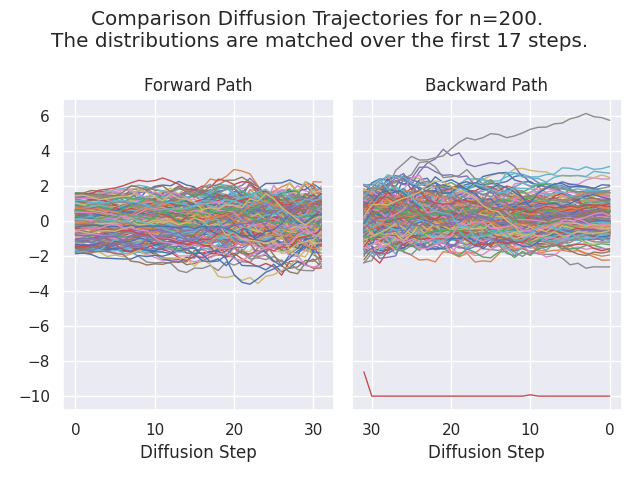 Comparison Diffusion Trajectories for n=200.
The distributions are matched over the first 17 steps.
Forward Path
Backward Path
6
4
2
0
−2
−4
−6
−8
−10
0 10 20 30
30 20 10 0
Diffusion Step
Diffusion Step